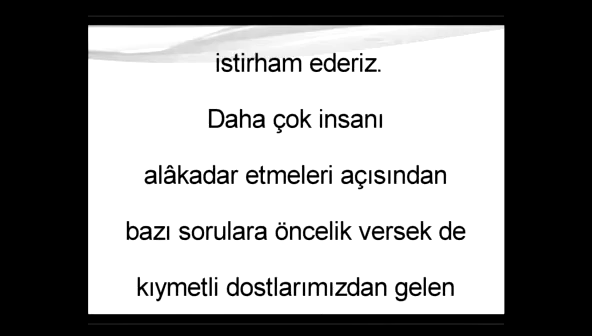 istirham ederiz.
Daha çok insanı
alâkadar etmeleri açısından
bazı sorulara öncelik versek de
kıymetli dostlarımızdan gelen